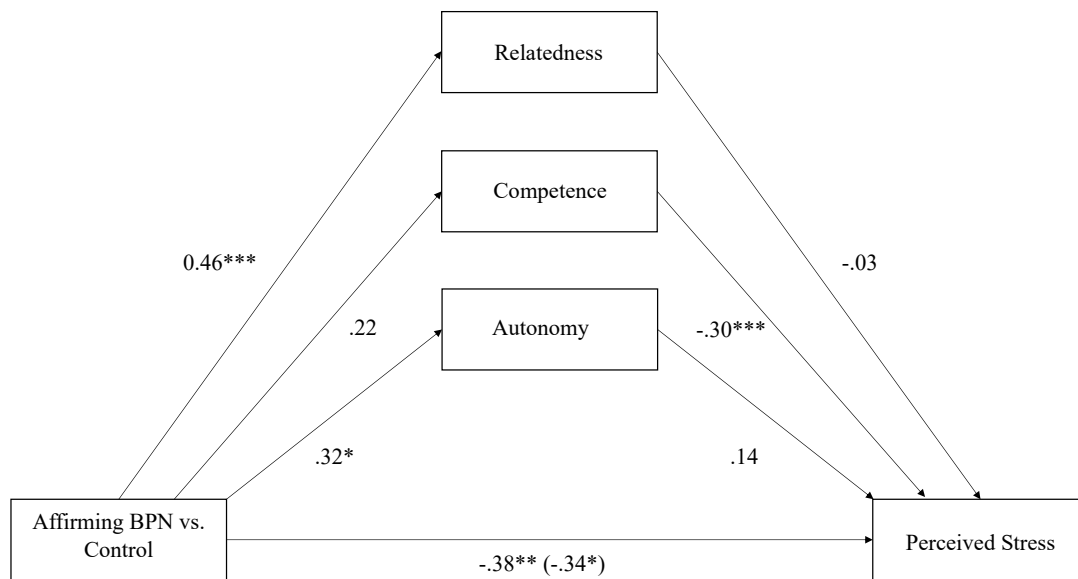 Relatedness
Competence
0.46***
-.03
.22
Autonomy
-.30***
.32*
.14
Affirming BPN vs.
Control
Perceived Stress
-.38** (-.34*)